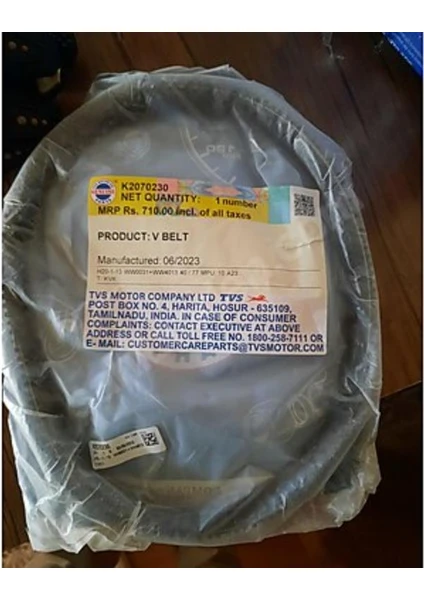 K2070230
NET QUANTITY: 1 number
MRP Rs. 710.00 incl. of all taxes
PRODUCT: V BELT
Manufactured: 06/2023
TVS MOTOR COMPANY LTD TVS
POST BOX NO. 4, HARITA, HOSUR - 635109,
TAMILNADU, INDIA. IN CASE OF CONSUMER
COMPLAINTS: CONTACT EXECUTIVE AT ABOVE
ADDRESS OR CALL TOLL FREE NO. 1800-258-7111 OR
E- MAIL: CUSTOMERCAREPARTS@TVSMOTOR.COM